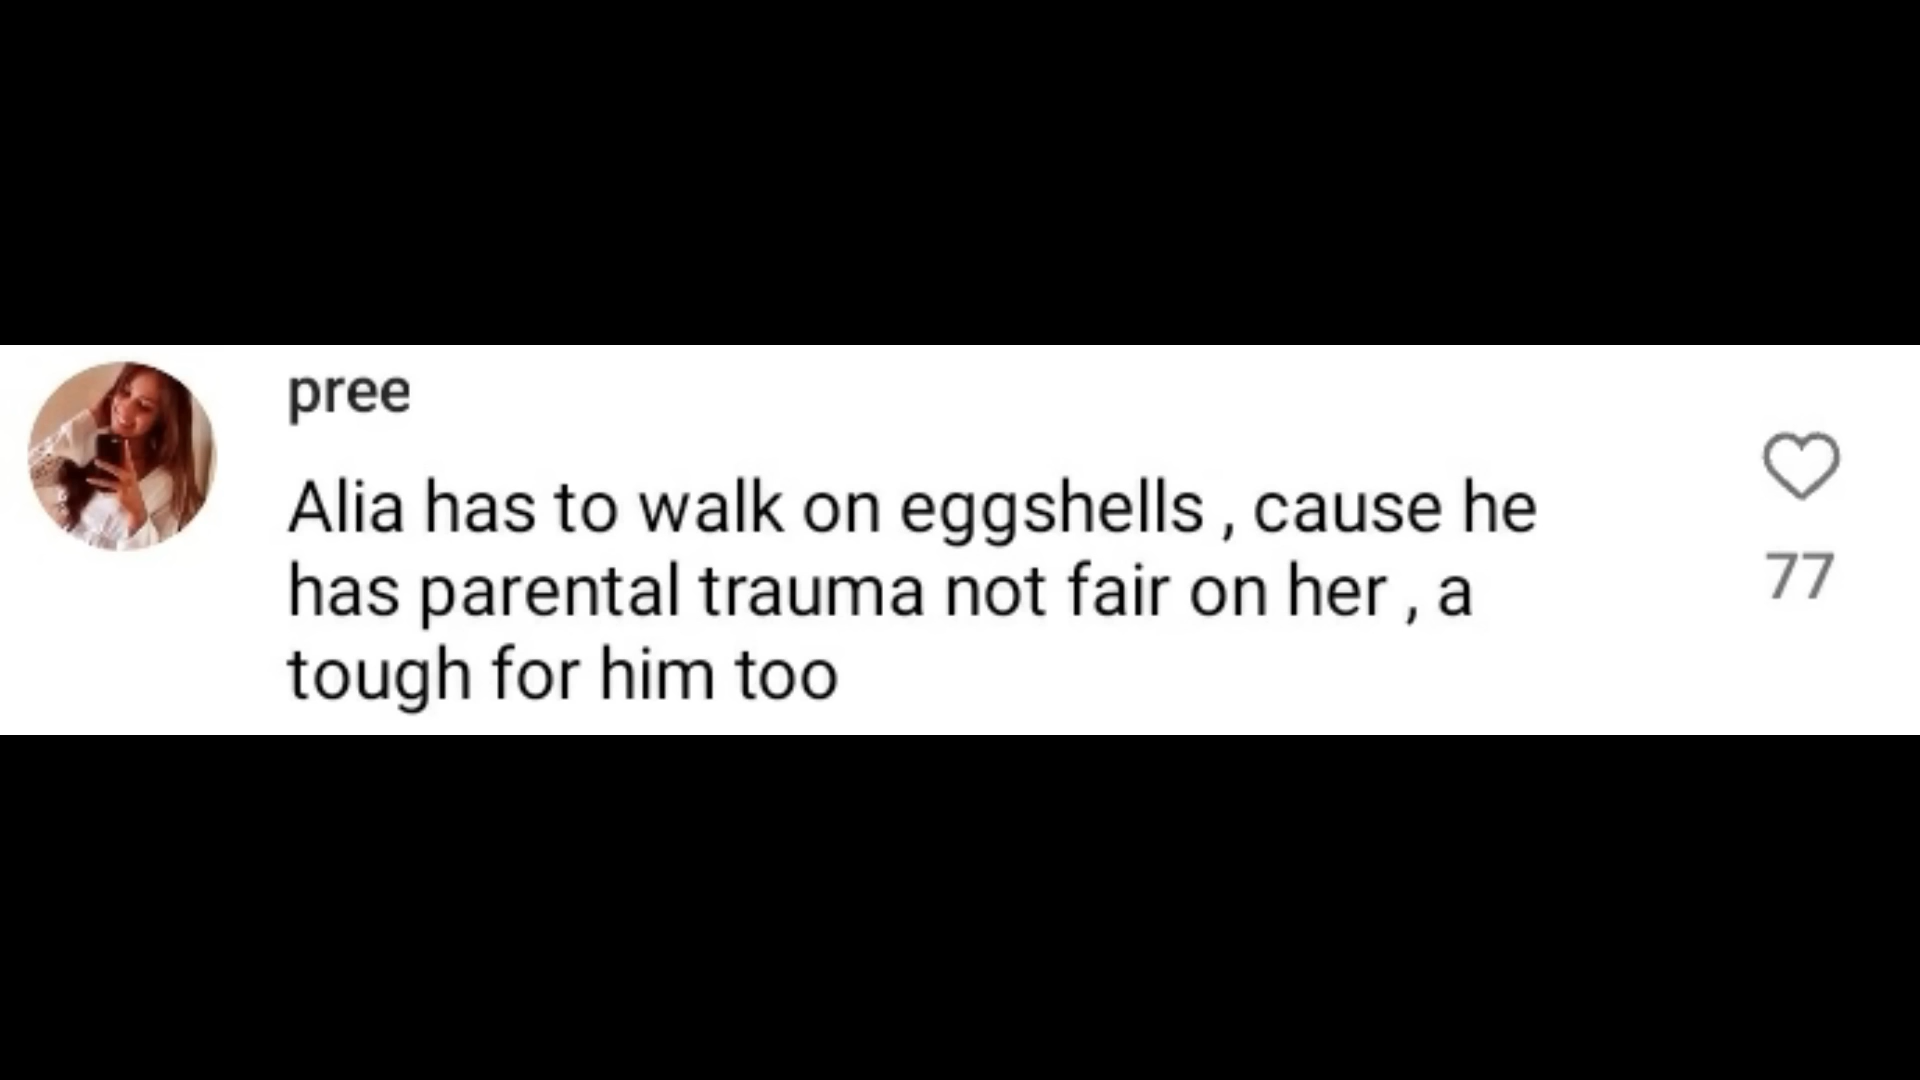 pree
Alia has to walk on eggshells , cause he
has parental trauma not fair on her , a
tough for him too
77